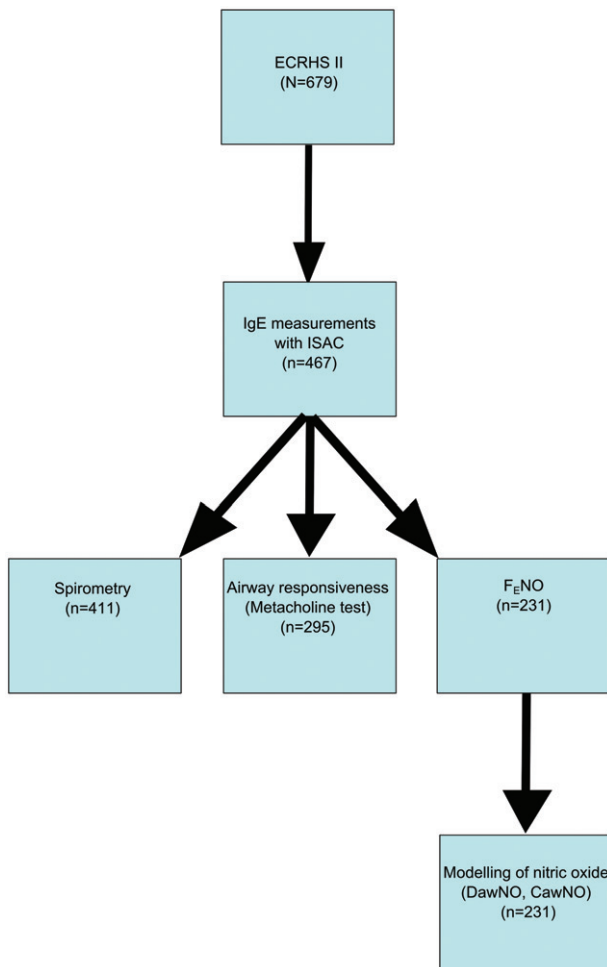 ECRHS II
(N=679)
IgE measurements
with ISAC
(n=467)
Spirometry
(n=411)
Airway responsiveness
(Metacholine test)
(n=295)
FENO
(n=231)
Modelling of nitric oxide
(DawNO, CawNO)
(n=231)